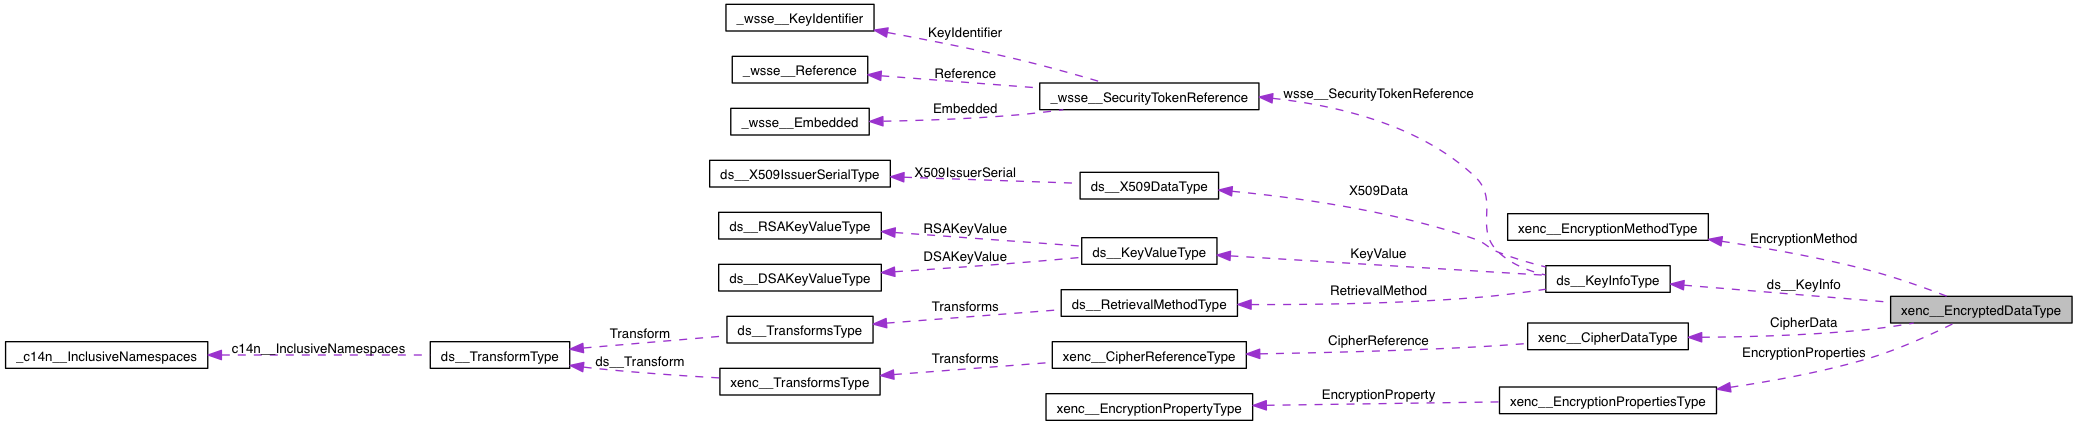 _wsse__KeyIdentifier
KeyIdentifier
_wsse__Reference
Reference
_wsse__SecurityTokenReference
wsse__SecurityTokenReference
_wsse__Embedded
Embedded
ds__X509IssuerSerialType
X509IssuerSerial
ds__X509DataType
X509Data
ds__RSAKeyValueType
RSAKeyValue
xenc__EncryptionMethodType
EncryptionMethod
ds__DSAKeyValueType
DSAKeyValue
ds__KeyValueType
KeyValue
ds__KeyInfoType
ds__KeyInfo
ds__RetrievalMethodType
RetrievalMethod
xenc__EncryptedDataType
ds__TransformsType
Transforms
xenc__CipherDataType
CipherData
_c14n__InclusiveNamespaces
c14n__InclusiveNamespaces
ds__TransformType
Transform
ds__Transform
xenc__CipherReferenceType
CipherReference
xenc__TransformsType
Transforms
EncryptionProperties
xenc__EncryptionPropertyType
EncryptionProperty
xenc__EncryptionPropertiesType